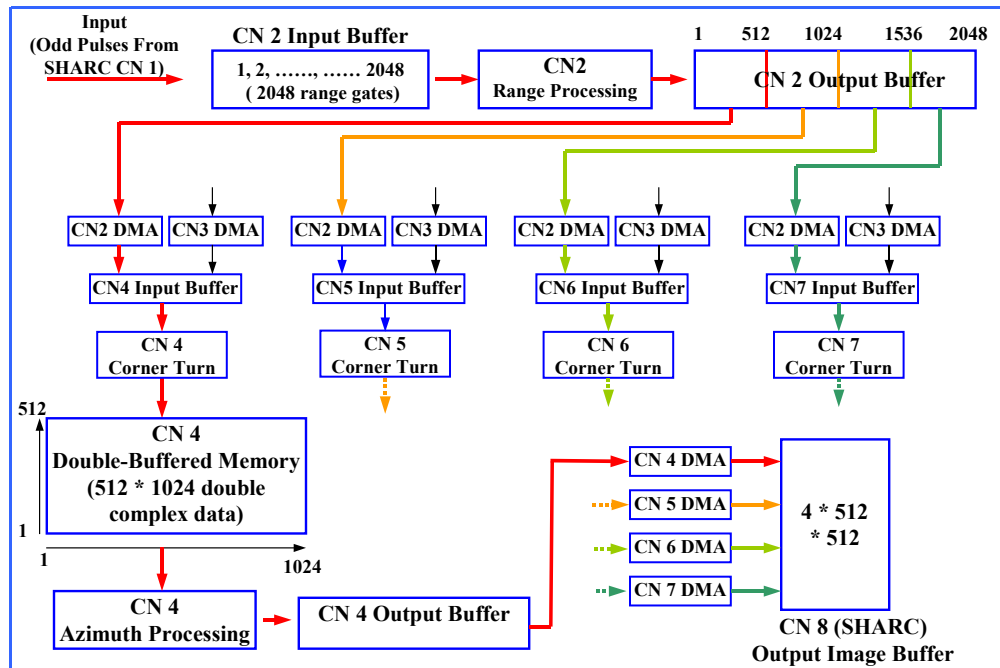 Input
(Odd Pulses From
SHARC CN 1)
CN 2 Input Buffer
1, 2, ……, …… 2048
( 2048 range gates)
CN2
Range Processing
1 512 1024 1536 2048
CN 2 Output Buffer
CN2 DMA CN3 DMA CN2 DMA CN3 DMA CN2 DMA CN3 DMA CN2 DMA CN3 DMA
CN4 Input Buffer CN5 Input Buffer CN6 Input Buffer CN7 Input Buffer
CN 4
Corner Turn
CN 5
Corner Turn
CN 6
Corner Turn
CN 7
Corner Turn
512
CN 4
Double-Buffered Memory
(512 * 1024 double
complex data)
1
1 1024
CN 4
Azimuth Processing
CN 4 Output Buffer
CN 4 DMA
CN 5 DMA
CN 6 DMA
CN 7 DMA
4 * 512
* 512
CN 8 (SHARC)
Output Image Buffer